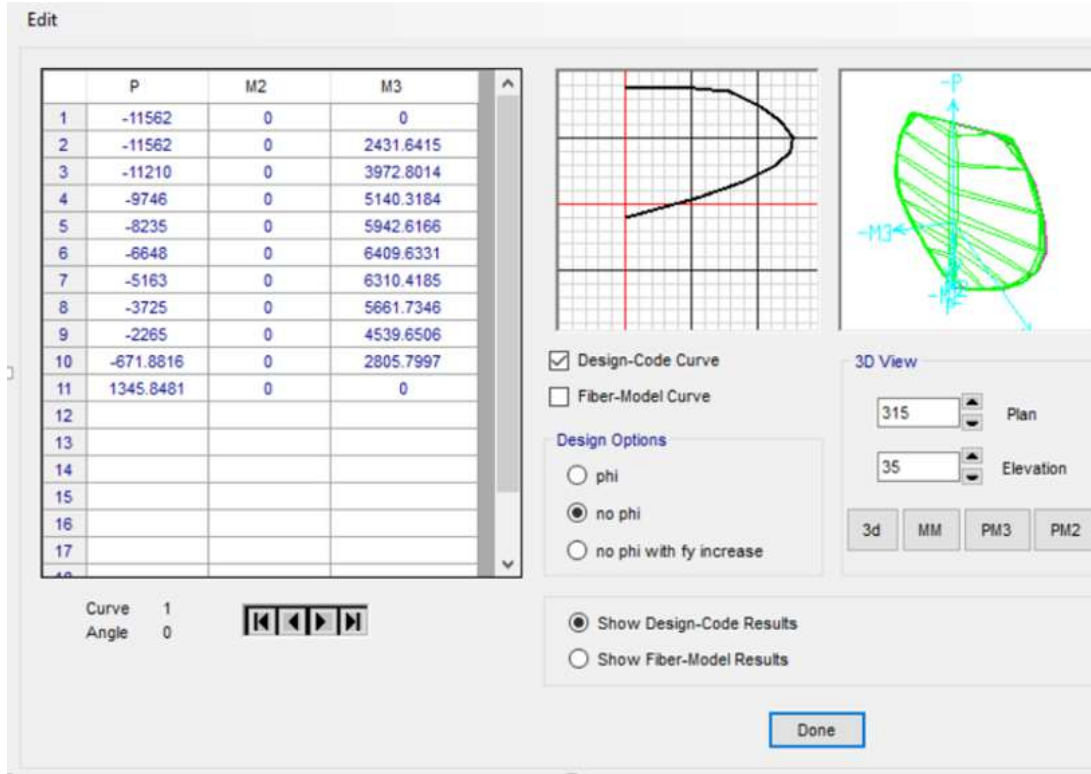 Edit
P M2 M3
1 -11562 0 0
2 -11562 0 2431.6415
3 -11210 0 3972.8014
4 -9746 0 5140.3184
5 -8235 0 5942.6166
6 -6648 0 6409.6331
7 -5163 0 6310.4185
8 -3725 0 5661.7346
9 -2265 0 4539.6506
10 -671.8816 0 2805.7997
11 1345.8481 0 0
12
13
14
15
16
17
Curve 1
Angle 0
-P
-M3
Design-Code Curve
Fiber-Model Curve
Design Options
phi
no phi
no phi with fy increase
3D View
315 Plan
35 Elevation
3d MM PM3 PM2
Show Design-Code Results
Show Fiber-Model Results
Done